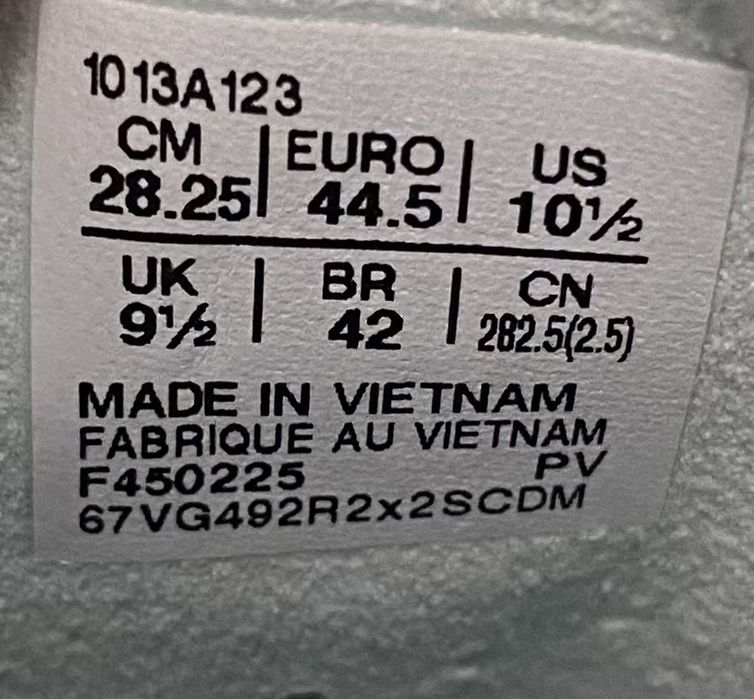 1013A123
CM | EURO | US
28.25 | 44.5 | 10½
UK | BR | CN
9½ | 42 | 282.5(2.5)
MADE IN VIETNAM
FABRIQUE AU VIETNAM
F450225 PV
67VG492R2x2SCDM